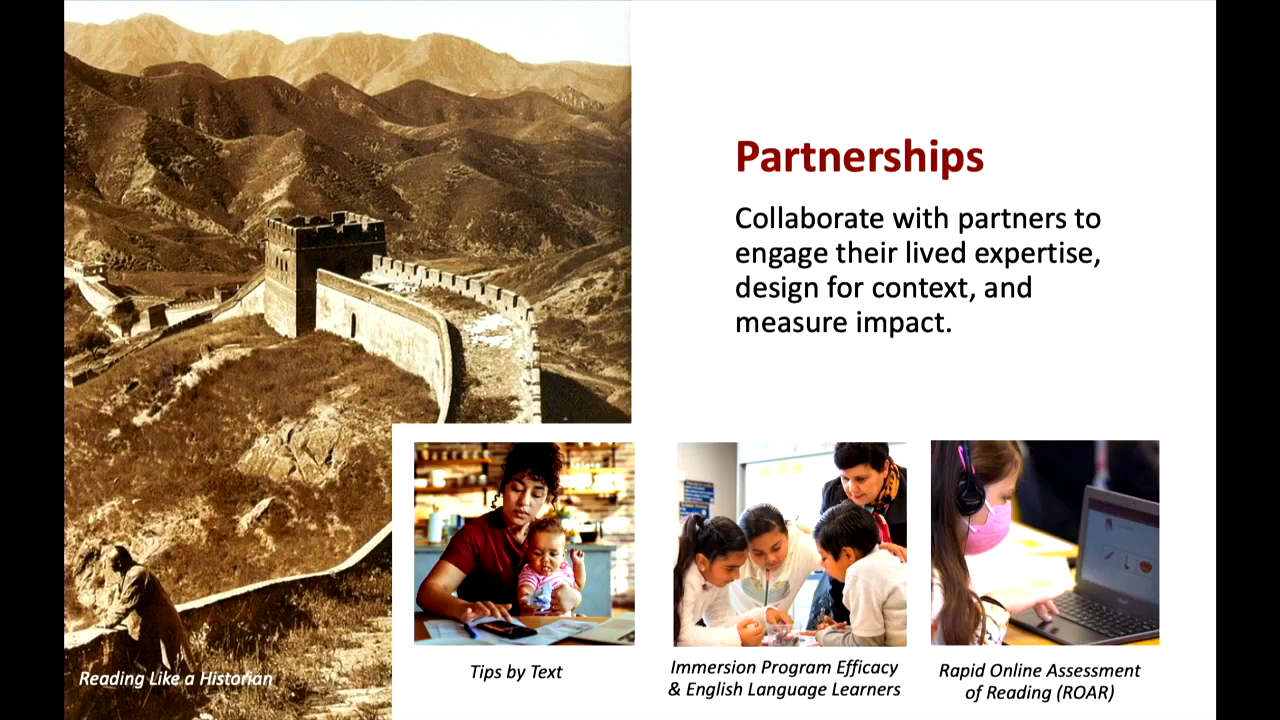 Partnerships
Collaborate with partners to
engage their lived expertise,
design for context, and
measure impact.
Reading Like a Historian
Tips by Text
Immersion Program Efficacy
& English Language Learners
Rapid Online Assessment
of Reading (ROAR)